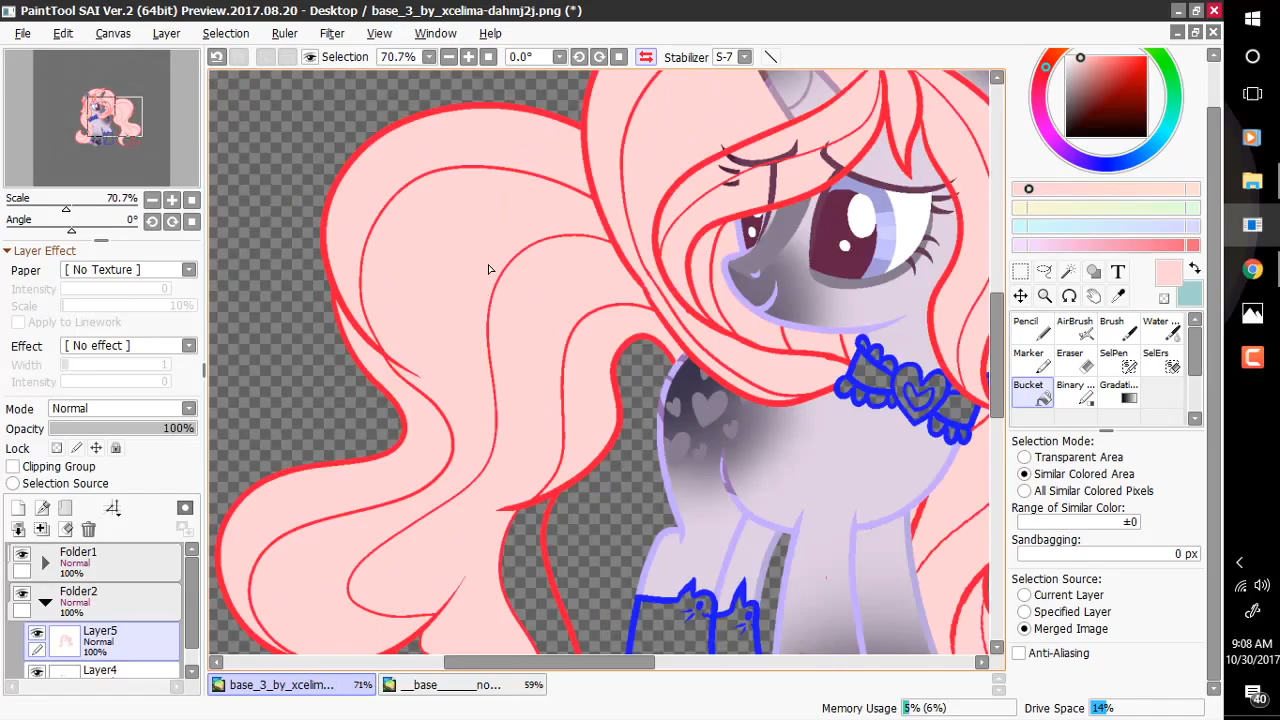 PaintTool SAI Ver.2 (64bit) Preview.2017.08.20 - Desktop / base_3_by_xcelima-dahmj2j.png (*)
File Edit Canvas Layer Selection Ruler Filter View Window Help
Selection 70.7% 0.0° Stabilizer S-7
Scale 70.7%
Angle 0°
Layer Effect
Paper [ No Texture ]
Intensity 0
Scale 10%
Apply to Linework
Effect [ No effect ]
Width 1
Intensity 0
Mode Normal
Opacity 100%
Lock
Clipping Group
Selection Source
Folder1
Normal
100%
Folder2
Normal
100%
Layer5
Normal
100%
Layer4
T
Pencil AirBrush Brush Water ...
Marker Eraser SelPen SelErs
Bucket Binary ... Gradati...
Selection Mode:
Transparent Area
Similar Colored Area
All Similar Colored Pixels
Range of Similar Color:
±0
Sandbagging:
0 px
Selection Source:
Current Layer
Specified Layer
Merged Image
Anti-Aliasing
base_3_by_xcelim... 71% __base_______no... 59%
Memory Usage 5% (6%) Drive Space 14%
9:08 AM
10/30/2017
40